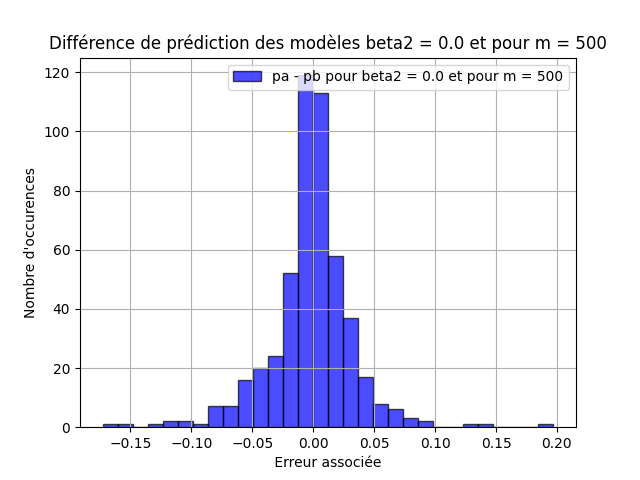 Différence de prédiction des modèles beta2 = 0.0 et pour m = 500
pa - pb pour beta2 = 0.0 et pour m = 500
Nombre d'occurences
120
100
80
60
40
20
0
−0.15 −0.10 −0.05 0.00 0.05 0.10 0.15 0.20
Erreur associée